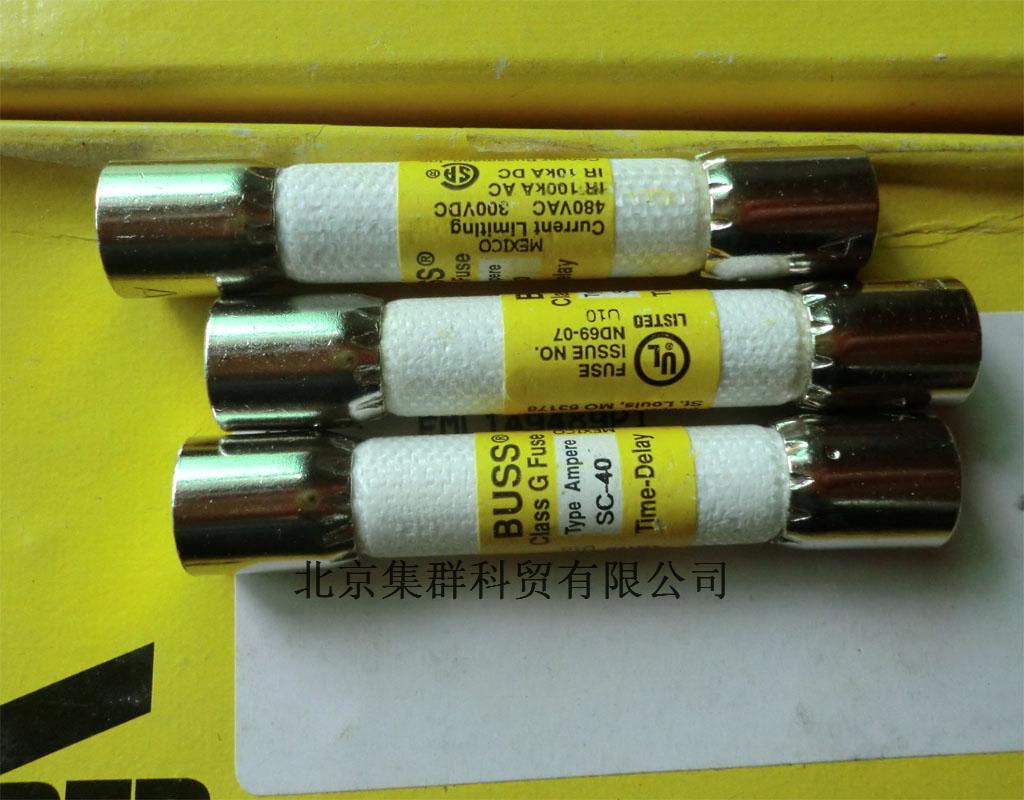 IR 10kA DC
IR 100kA AC
480VAC 300VDC
Current Limiting
MEXICO
BUSS®
Class G Fuse
Type Ampere
SC-40
Time-Delay
LISTED
U10
ND69-07
ISSUE NO.
FUSE
UL®
St. Louis, MO 63178
北京集群科贸有限公司